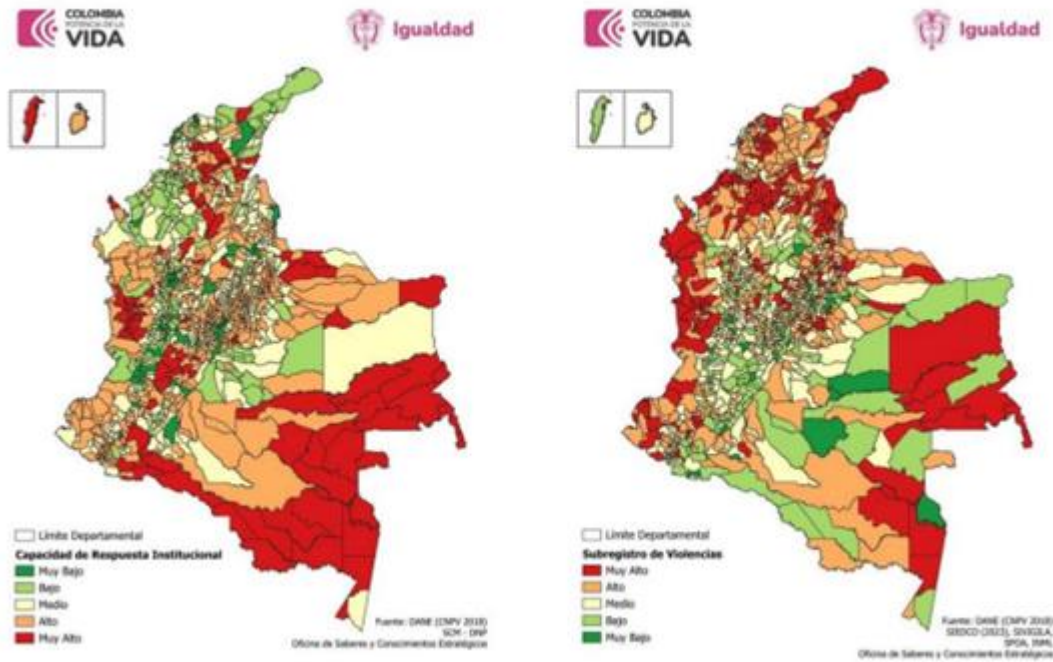 COLOMBIA
POTENCIA DE LA
VIDA
Igualdad
Límite Departamental
Capacidad de Respuesta Institucional
Muy Bajo
Bajo
Medio
Alto
Muy Alto
Fuente: DANE (CNPV 2018)
SCM - DNP
Oficina de Saberes y Conocimientos Estratégicos
COLOMBIA
POTENCIA DE LA
VIDA
Igualdad
Límite Departamental
Subregistro de Violencias
Muy Alto
Alto
Medio
Bajo
Muy Bajo
Fuente: DANE (CNPV 2018)
SIEDCO (2023), SIVIGILA,
SPOA, INML
Oficina de Saberes y Conocimientos Estratégicos